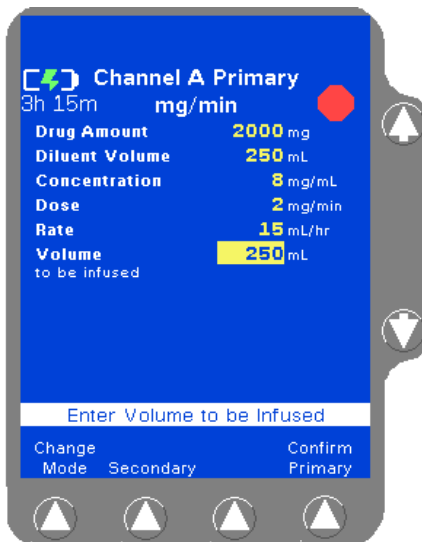 Channel A Primary
3h 15m mg/min
Drug Amount 2000 mg
Diluent Volume 250 mL
Concentration 8 mg/mL
Dose 2 mg/min
Rate 15 mL/hr
Volume 250 mL
to be infused
Enter Volume to be Infused
Change Confirm
Mode Secondary Primary